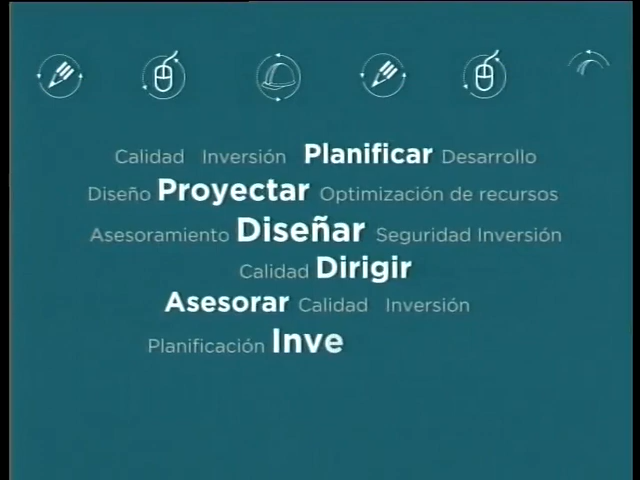 Calidad Inversión Planificar Desarrollo
Diseño Proyectar Optimización de recursos
Asesoramiento Diseñar Seguridad Inversión
Calidad Dirigir
Asesorar Calidad Inversión
Planificación Inve